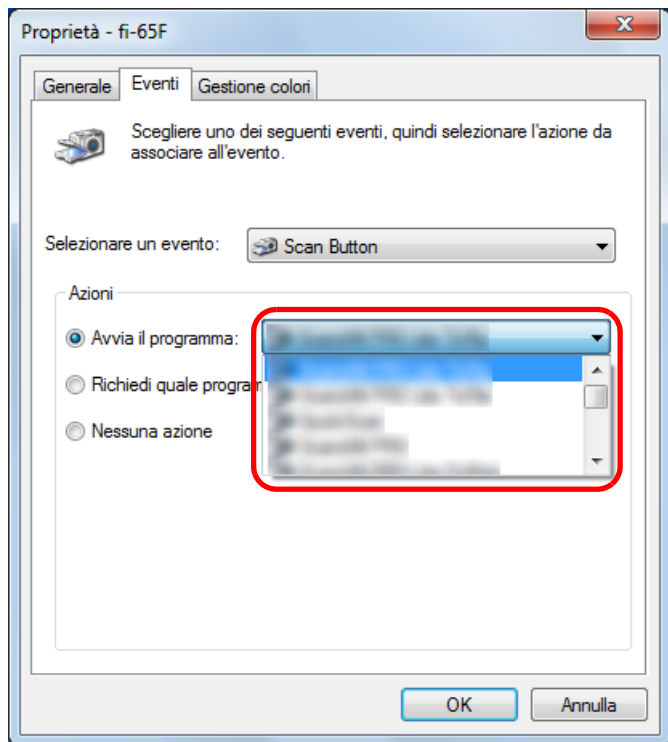 Proprietà - fi-65F
Generale Eventi Gestione colori
Scegliere uno dei seguenti eventi, quindi selezionare l'azione da
associare all'evento.
Selezionare un evento: Scan Button
Azioni
Avvia il programma:
Richiedi quale program
Nessuna azione
OK Annulla